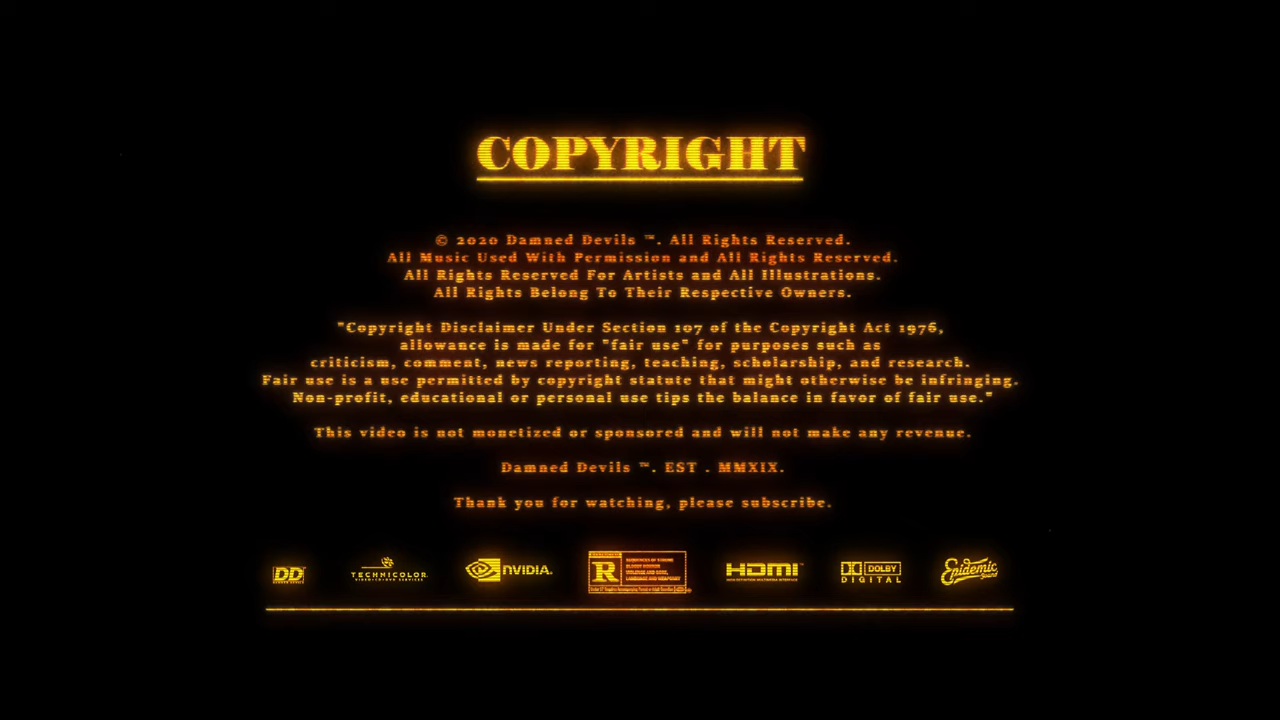 COPYRIGHT
© 2020 Damned Devils ™. All Rights Reserved.
All Music Used With Permission and All Rights Reserved.
All Rights Reserved For Artists and All Illustrations.
All Rights Belong To Their Respective Owners.
"Copyright Disclaimer Under Section 107 of the Copyright Act 1976,
allowance is made for "fair use" for purposes such as
criticism, comment, news reporting, teaching, scholarship, and research.
Fair use is a use permitted by copyright statute that might otherwise be infringing.
Non-profit, educational or personal use tips the balance in favor of fair use."
This video is not monetized or sponsored and will not make any revenue.
Damned Devils ™. EST . MMXIX.
Thank you for watching, please subscribe.
DD TECHNICOLOR NVIDIA. R HDMI DOLBY DIGITAL Epidemic Sound